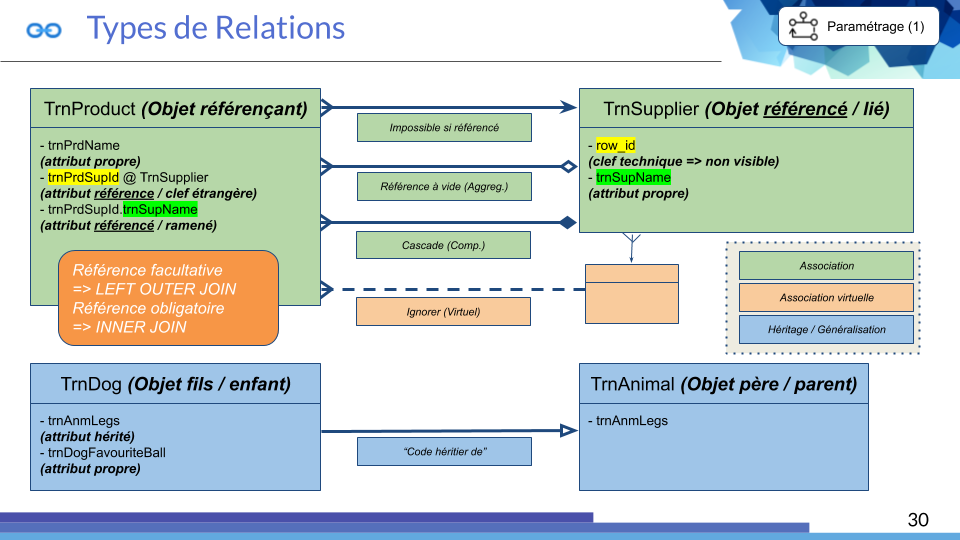 Types de Relations
Paramétrage (1)
TrnProduct (Objet référençant)
- trnPrdName
(attribut propre)
- trnPrdSupId @ TrnSupplier
(attribut référence / clef étrangère)
- trnPrdSupId.trnSupName
(attribut référencé / ramené)
Référence facultative
=> LEFT OUTER JOIN
Référence obligatoire
=> INNER JOIN
Impossible si référencé
Référence à vide (Aggreg.)
Cascade (Comp.)
Ignorer (Virtuel)
TrnSupplier (Objet référencé / lié)
- row_id
(clef technique => non visible)
- trnSupName
(attribut propre)
Association
Association virtuelle
Héritage / Généralisation
TrnDog (Objet fils / enfant)
- trnAnmLegs
(attribut hérité)
- trnDogFavouriteBall
(attribut propre)
“Code héritier de”
TrnAnimal (Objet père / parent)
- trnAnmLegs
30